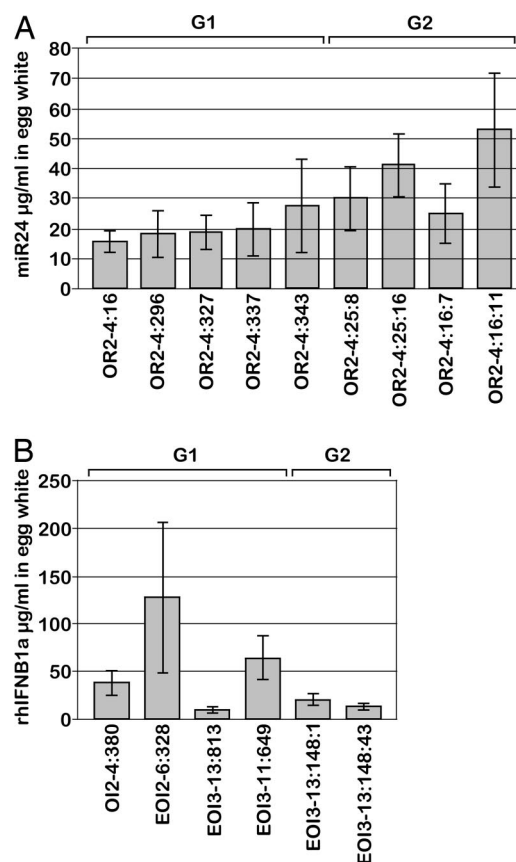 A
G1 G2
80
70
60
50
40
30
20
10
0
miR24 µg/ml in egg white
OR2-4:16
OR2-4:296
OR2-4:327
OR2-4:337
OR2-4:343
OR2-4:25:8
OR2-4:25:16
OR2-4:16:7
OR2-4:16:11
B
G1 G2
250
200
150
100
50
0
rhIFNB1a µg/ml in egg white
OI2-4:380
EOI2-6:328
EOI3-13:813
EOI3-11:649
EOI3-13:148:1
EOI3-13:148:43